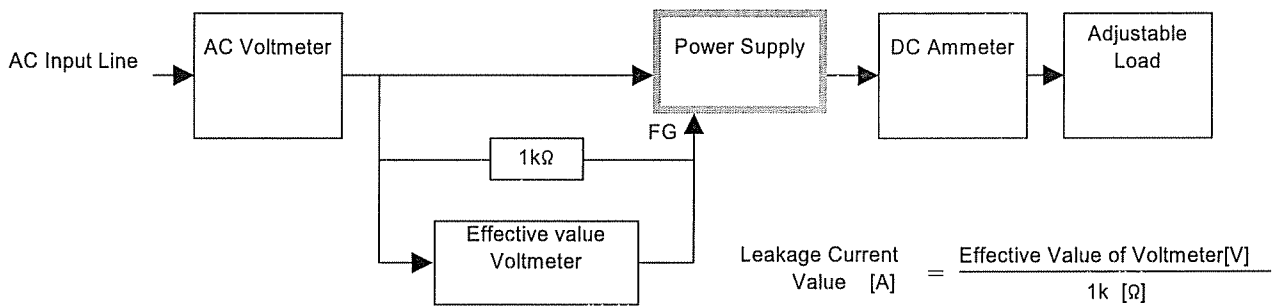 AC Input Line
AC Voltmeter
Power Supply
DC Ammeter
Adjustable
Load
FG
1kΩ
Effective value
Voltmeter
Leakage Current
Value [A]
=
Effective Value of Voltmeter[V]
1k [Ω]